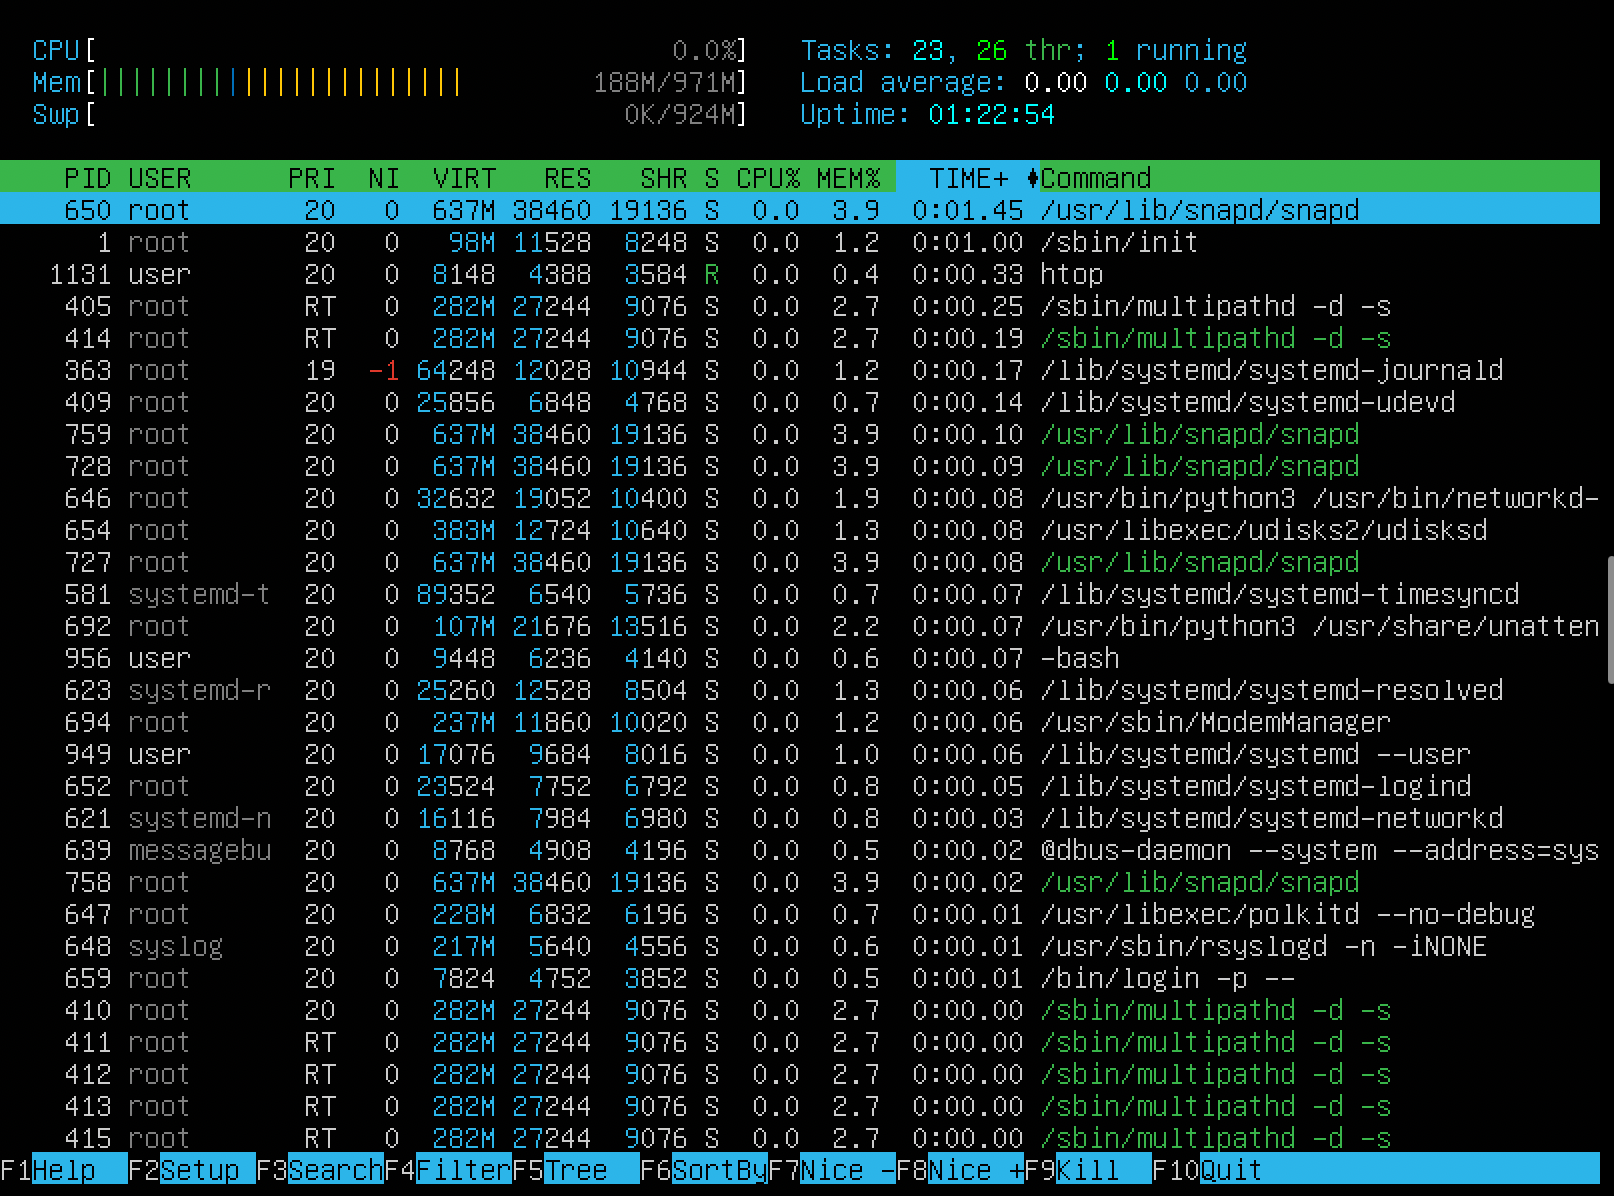 CPU[ 0.0%] Tasks: 23, 26 thr; 1 running
Mem[||||||||||||||||||||||| 188M/971M] Load average: 0.00 0.00 0.00
Swp[ 0K/924M] Uptime: 01:22:54
PID USER PRI NI VIRT RES SHR S CPU% MEM% TIME+ Command
650 root 20 0 637M 38460 19136 S 0.0 3.9 0:01.45 /usr/lib/snapd/snapd
1 root 20 0 98M 11528 8248 S 0.0 1.2 0:01.00 /sbin/init
1131 user 20 0 8148 4388 3584 R 0.0 0.4 0:00.33 htop
405 root RT 0 282M 27244 9076 S 0.0 2.7 0:00.25 /sbin/multipathd -d -s
414 root RT 0 282M 27244 9076 S 0.0 2.7 0:00.19 /sbin/multipathd -d -s
363 root 19 -1 64248 12028 10944 S 0.0 1.2 0:00.17 /lib/systemd/systemd-journald
409 root 20 0 25856 6848 4768 S 0.0 0.7 0:00.14 /lib/systemd/systemd-udevd
759 root 20 0 637M 38460 19136 S 0.0 3.9 0:00.10 /usr/lib/snapd/snapd
728 root 20 0 637M 38460 19136 S 0.0 3.9 0:00.09 /usr/lib/snapd/snapd
646 root 20 0 32632 19052 10400 S 0.0 1.9 0:00.08 /usr/bin/python3 /usr/bin/networkd-
654 root 20 0 383M 12724 10640 S 0.0 1.3 0:00.08 /usr/libexec/udisks2/udisksd
727 root 20 0 637M 38460 19136 S 0.0 3.9 0:00.08 /usr/lib/snapd/snapd
581 systemd-t 20 0 89352 6540 5736 S 0.0 0.7 0:00.07 /lib/systemd/systemd-timesyncd
692 root 20 0 107M 21676 13516 S 0.0 2.2 0:00.07 /usr/bin/python3 /usr/share/unatten
956 user 20 0 9448 6236 4140 S 0.0 0.6 0:00.07 -bash
623 systemd-r 20 0 25260 12528 8504 S 0.0 1.3 0:00.06 /lib/systemd/systemd-resolved
694 root 20 0 237M 11860 10020 S 0.0 1.2 0:00.06 /usr/sbin/ModemManager
949 user 20 0 17076 9684 8016 S 0.0 1.0 0:00.06 /lib/systemd/systemd --user
652 root 20 0 23524 7752 6792 S 0.0 0.8 0:00.05 /lib/systemd/systemd-logind
621 systemd-n 20 0 16116 7984 6980 S 0.0 0.8 0:00.03 /lib/systemd/systemd-networkd
639 messagebu 20 0 8768 4908 4196 S 0.0 0.5 0:00.02 @dbus-daemon --system --address=sys
758 root 20 0 637M 38460 19136 S 0.0 3.9 0:00.02 /usr/lib/snapd/snapd
647 root 20 0 228M 6832 6196 S 0.0 0.7 0:00.01 /usr/libexec/polkitd --no-debug
648 syslog 20 0 217M 5640 4556 S 0.0 0.6 0:00.01 /usr/sbin/rsyslogd -n -iNONE
659 root 20 0 7824 4752 3852 S 0.0 0.5 0:00.01 /bin/login -p --
410 root 20 0 282M 27244 9076 S 0.0 2.7 0:00.00 /sbin/multipathd -d -s
411 root RT 0 282M 27244 9076 S 0.0 2.7 0:00.00 /sbin/multipathd -d -s
412 root RT 0 282M 27244 9076 S 0.0 2.7 0:00.00 /sbin/multipathd -d -s
413 root RT 0 282M 27244 9076 S 0.0 2.7 0:00.00 /sbin/multipathd -d -s
415 root RT 0 282M 27244 9076 S 0.0 2.7 0:00.00 /sbin/multipathd -d -s
F1Help F2Setup F3SearchF4FilterF5Tree F6SortByF7Nice -F8Nice +F9Kill F10Quit